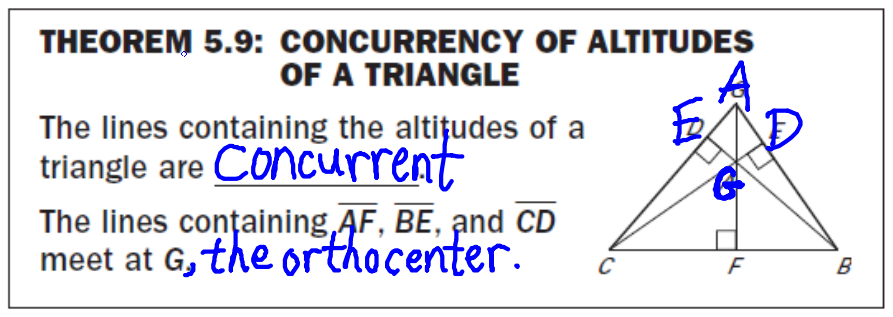 THEOREM 5.9: CONCURRENCY OF ALTITUDES
OF A TRIANGLE
The lines containing the altitudes of a
triangle are concurrent.
The lines containing AF, BE, and CD
meet at G, the orthocenter.
A
E D
G
C F B